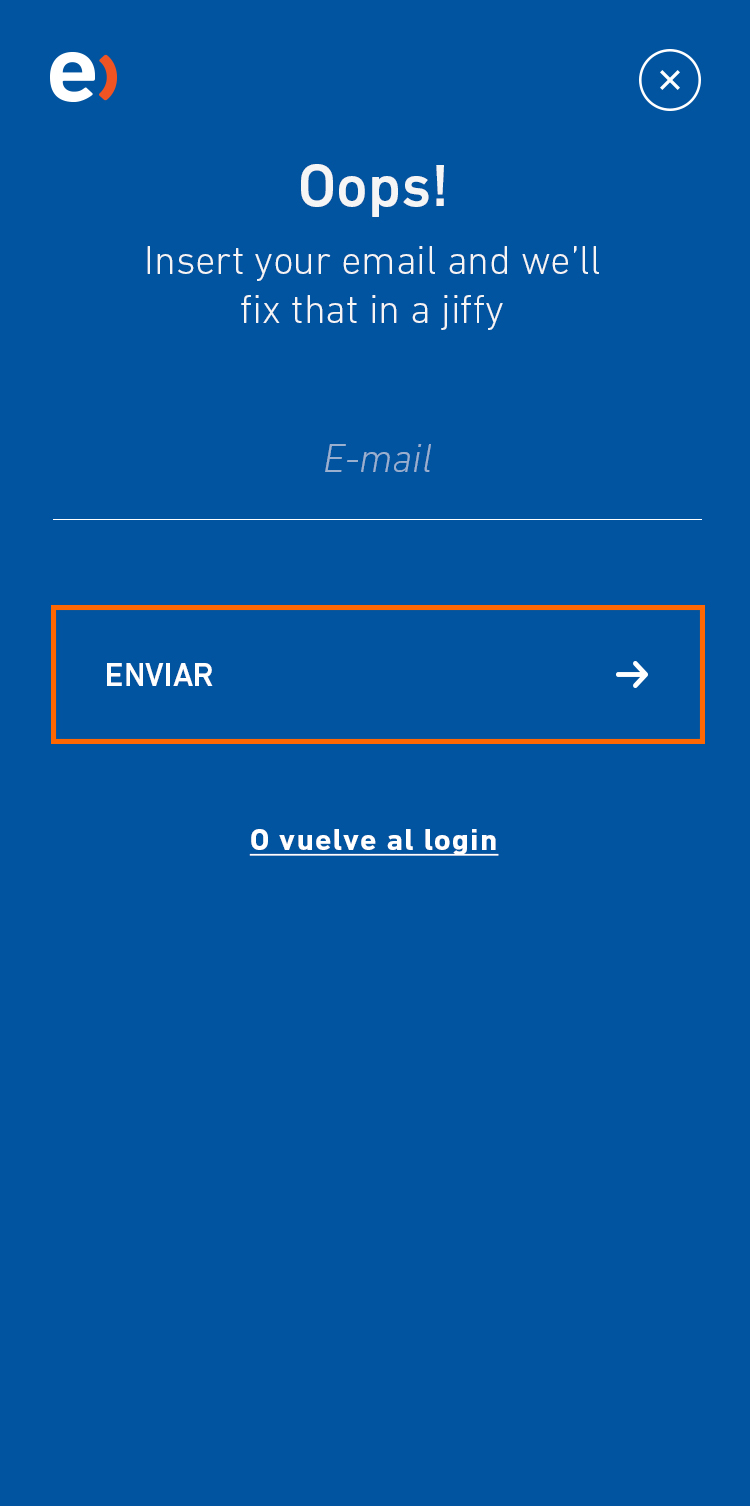 e)
Oops!
Insert your email and we’ll
fix that in a jiffy
E-mail
ENVIAR
O vuelve al login